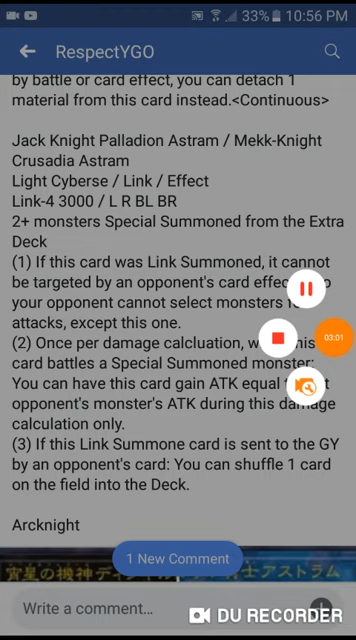 33% 10:56 PM
RespectYGO
by battle or card effect, you can detach 1
material from this card instead.<Continuous>
Jack Knight Palladion Astram / Mekk-Knight
Crusadia Astram
Light Cyberse / Link / Effect
Link-4 3000 / L R BL BR
2+ monsters Special Summoned from the Extra
Deck
(1) If this card was Link Summoned, it cannot
be targeted by an opponent's card effec
your opponent cannot select monsters f
attacks, except this one.
03:01
(2) Once per damage calcluation, w his
card battles a Special Summoned monster:
You can have this card gain ATK equal t t
opponent's monster's ATK during this damage
calculation only.
(3) If this Link Summone card is sent to the GY
by an opponent's card: You can shuffle 1 card
on the field into the Deck.
Arcknight
1 New Comment
Write a comment...
DU RECORDER